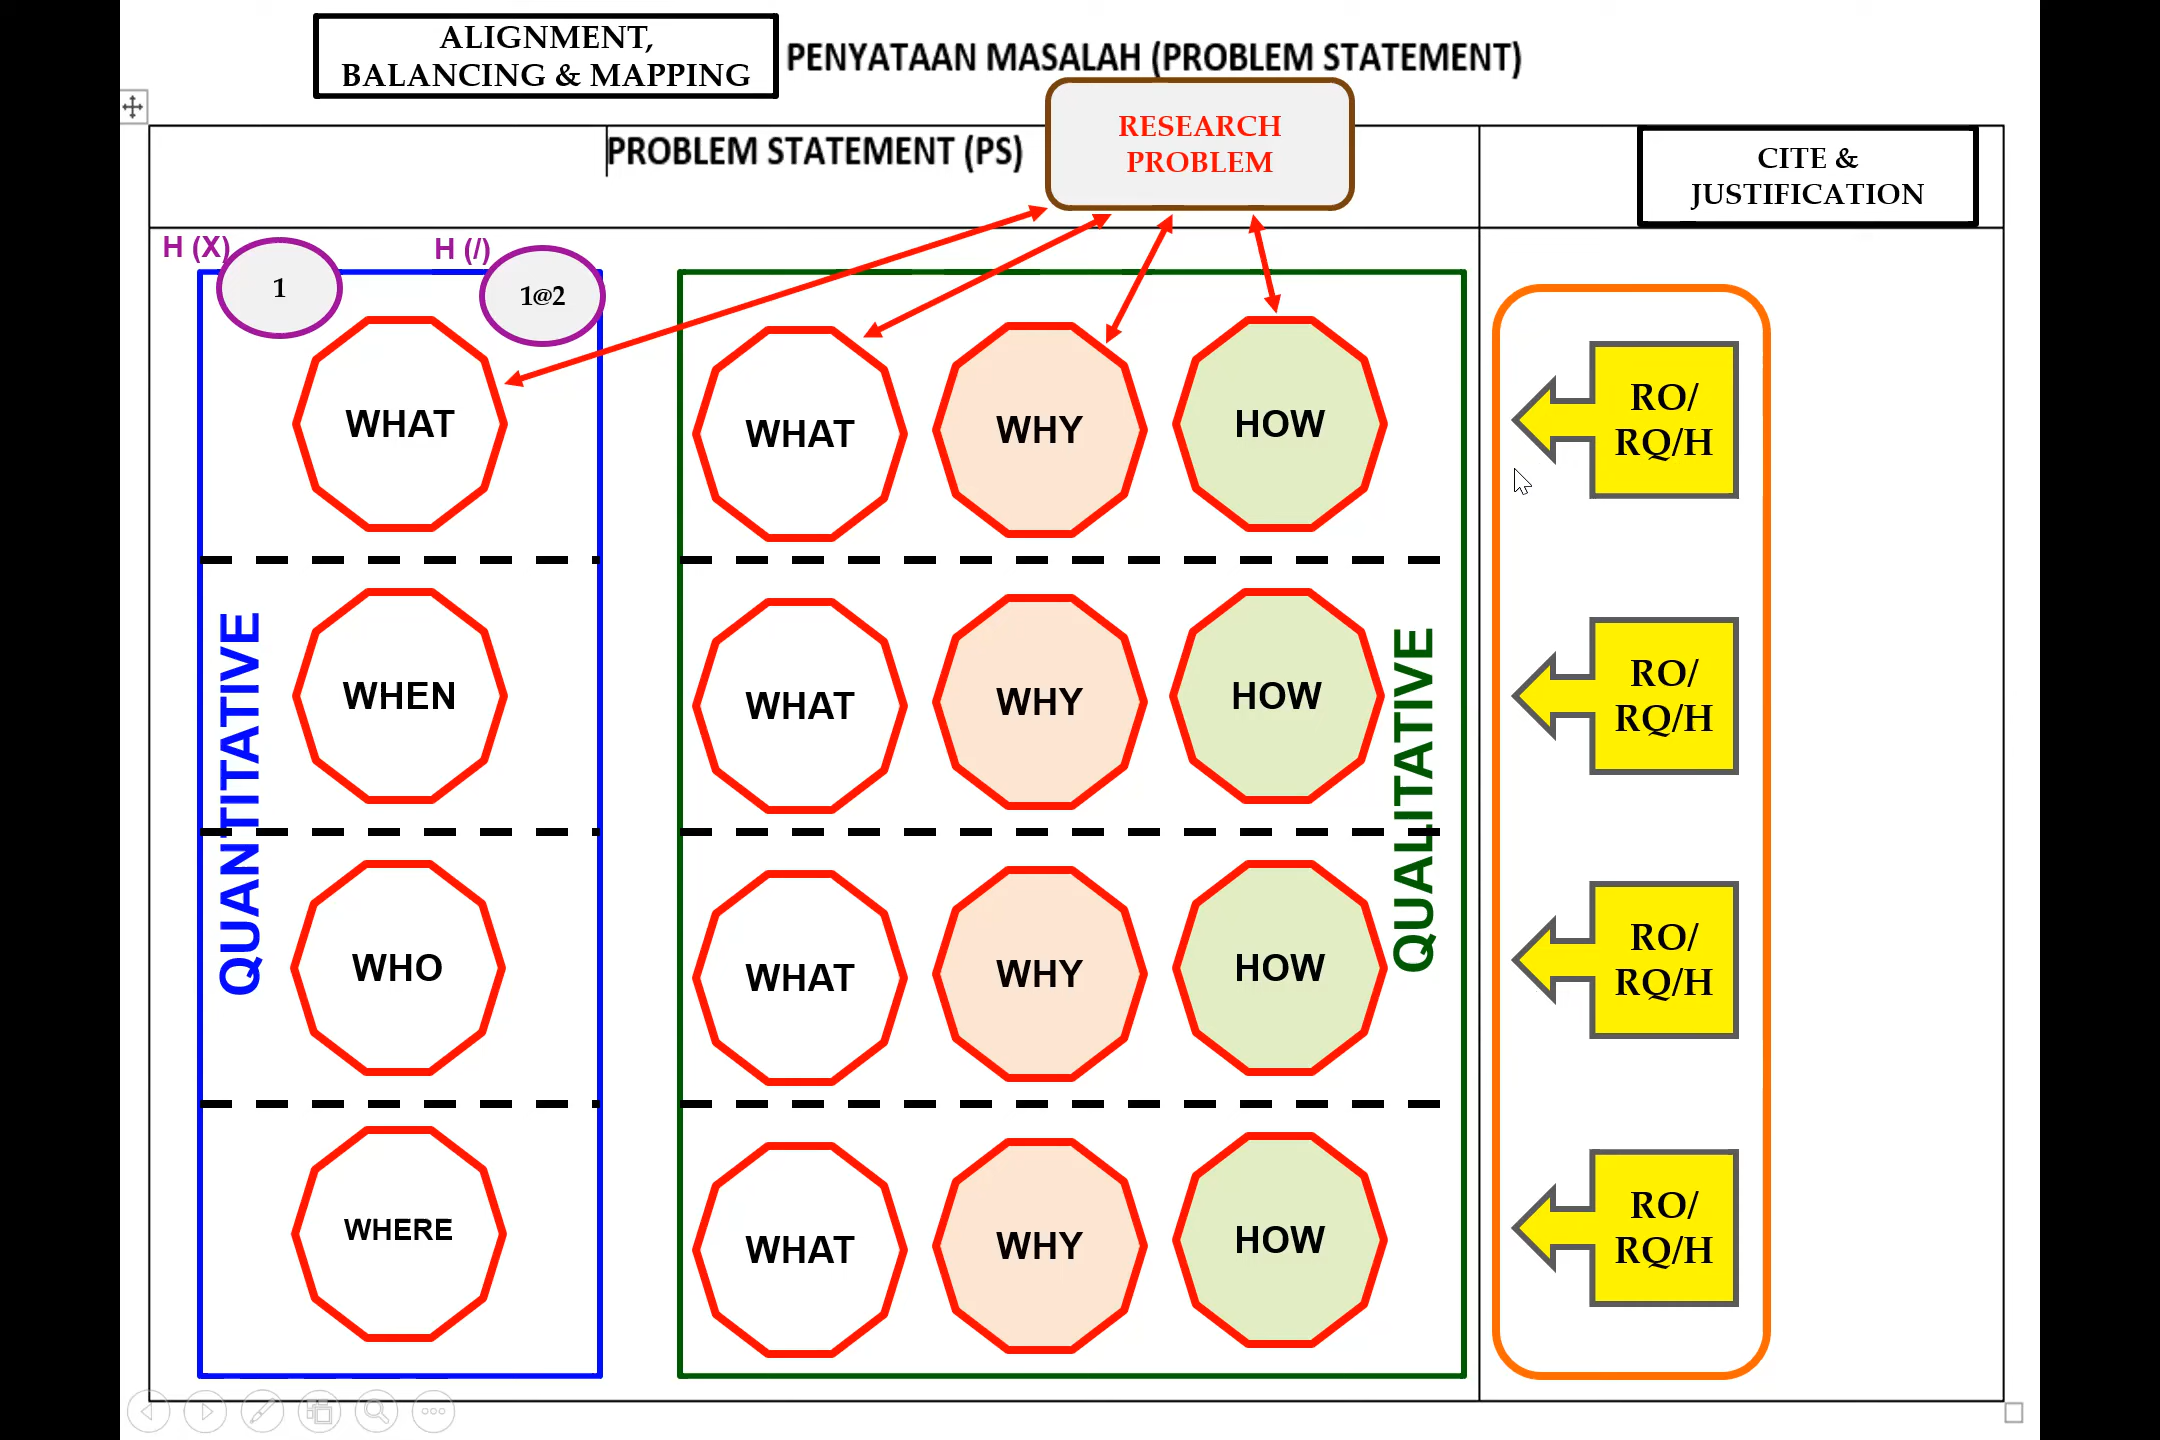 ALIGNMENT,
BALANCING & MAPPING
PENYATAAN MASALAH (PROBLEM STATEMENT)
PROBLEM STATEMENT (PS)
RESEARCH
PROBLEM
CITE &
JUSTIFICATION
H (X)
1
H (/)
1@2
QUANTITATIVE
WHAT
WHEN
WHO
WHERE
WHAT
WHY
HOW
WHAT
WHY
HOW
WHAT
WHY
HOW
WHAT
WHY
HOW
QUALITATIVE
RO/
RQ/H
RO/
RQ/H
RO/
RQ/H
RO/
RQ/H